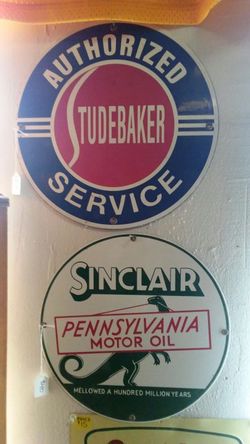 AUTHORIZED
STUDEBAKER
SERVICE
SINCLAIR
PENNSYLVANIA
MOTOR OIL
MELLOWED A HUNDRED MILLION YEARS